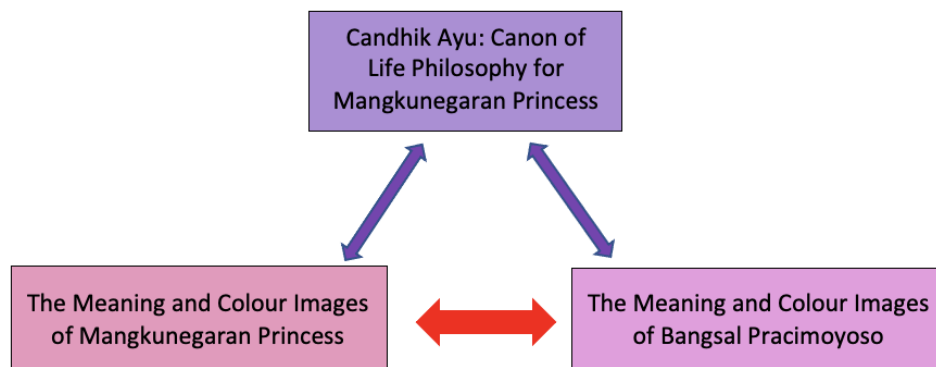 Candhik Ayu: Canon of
Life Philosophy for
Mangkunegaran Princess
The Meaning and Colour Images
of Mangkunegaran Princess
The Meaning and Colour Images
of Bangsal Pracimoyoso